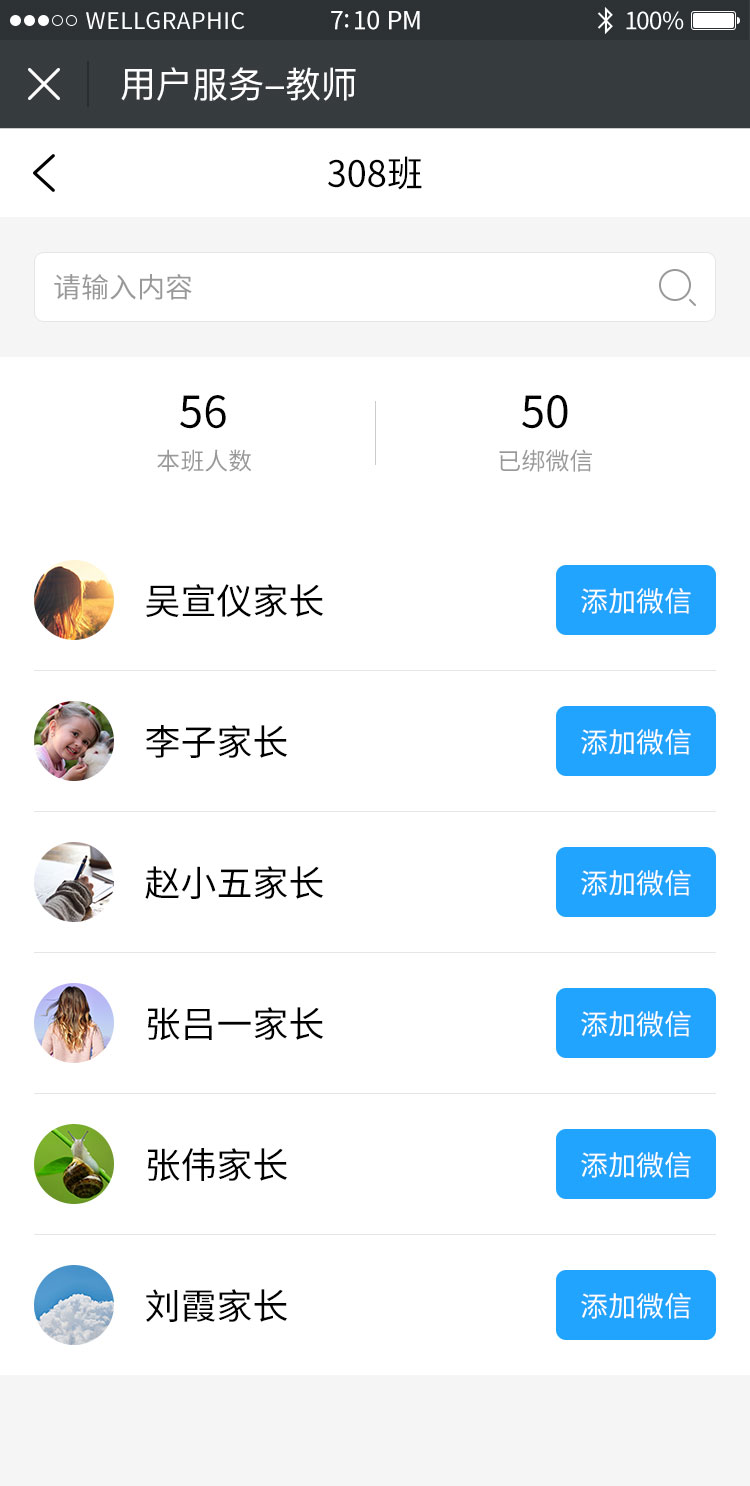 WELLGRAPHIC 7:10 PM 100%
用户服务–教师
308班
请输入内容
56 50
本班人数 已绑微信
吴宣仪家长 添加微信
李子家长 添加微信
赵小五家长 添加微信
张吕一家长 添加微信
张伟家长 添加微信
刘霞家长 添加微信